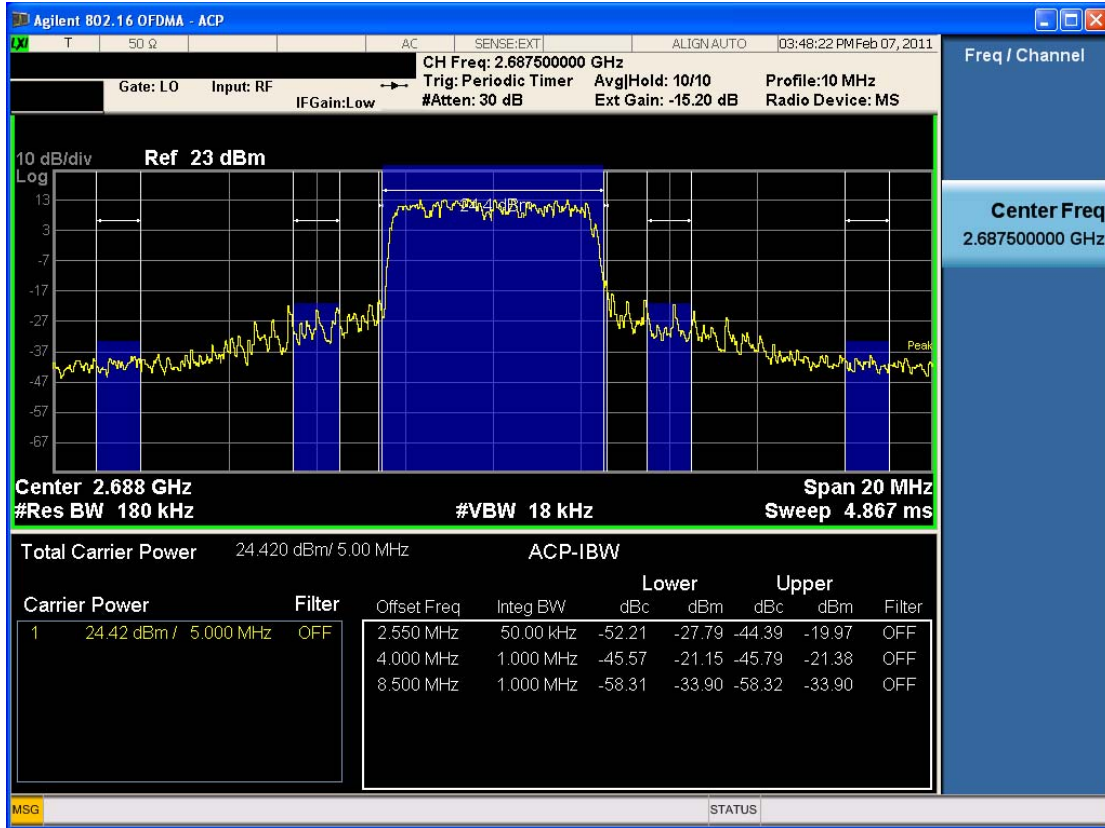 Agilent 802.16 OFDMA - ACP
LXI T 50 Ω AC SENSE:EXT ALIGN AUTO 03:48:22 PM Feb 07, 2011
Freq / Channel
CH Freq: 2.687500000 GHz
Gate: LO Input: RF Trig: Periodic Timer Avg|Hold: 10/10 Profile:10 MHz
IFGain:Low #Atten: 30 dB Ext Gain: -15.20 dB Radio Device: MS
10 dB/div Ref 23 dBm
Log
13
3
-7
-17
-27
-37
-47
-57
-67
24.4 dBm
Peak
Center Freq
2.687500000 GHz
Center 2.688 GHz Span 20 MHz
#Res BW 180 kHz #VBW 18 kHz Sweep 4.867 ms
Total Carrier Power 24.420 dBm/ 5.00 MHz ACP-IBW
Lower Upper
Carrier Power Filter Offset Freq Integ BW dBc dBm dBc dBm Filter
1 24.42 dBm / 5.000 MHz OFF 2.550 MHz 50.00 kHz -52.21 -27.79 -44.39 -19.97 OFF
4.000 MHz 1.000 MHz -45.57 -21.15 -45.79 -21.38 OFF
8.500 MHz 1.000 MHz -58.31 -33.90 -58.32 -33.90 OFF
MSG STATUS